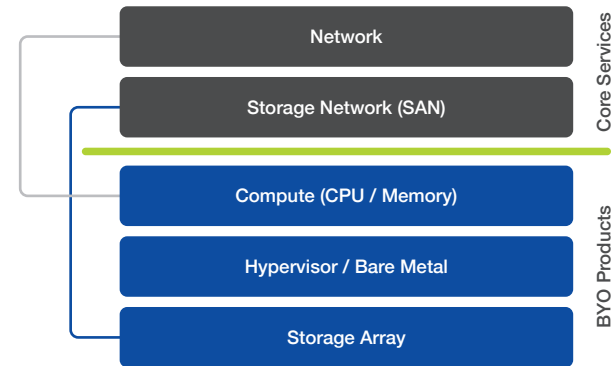 Network
Storage Network (SAN)
Core Services
Compute (CPU / Memory)
Hypervisor / Bare Metal
Storage Array
BYO Products